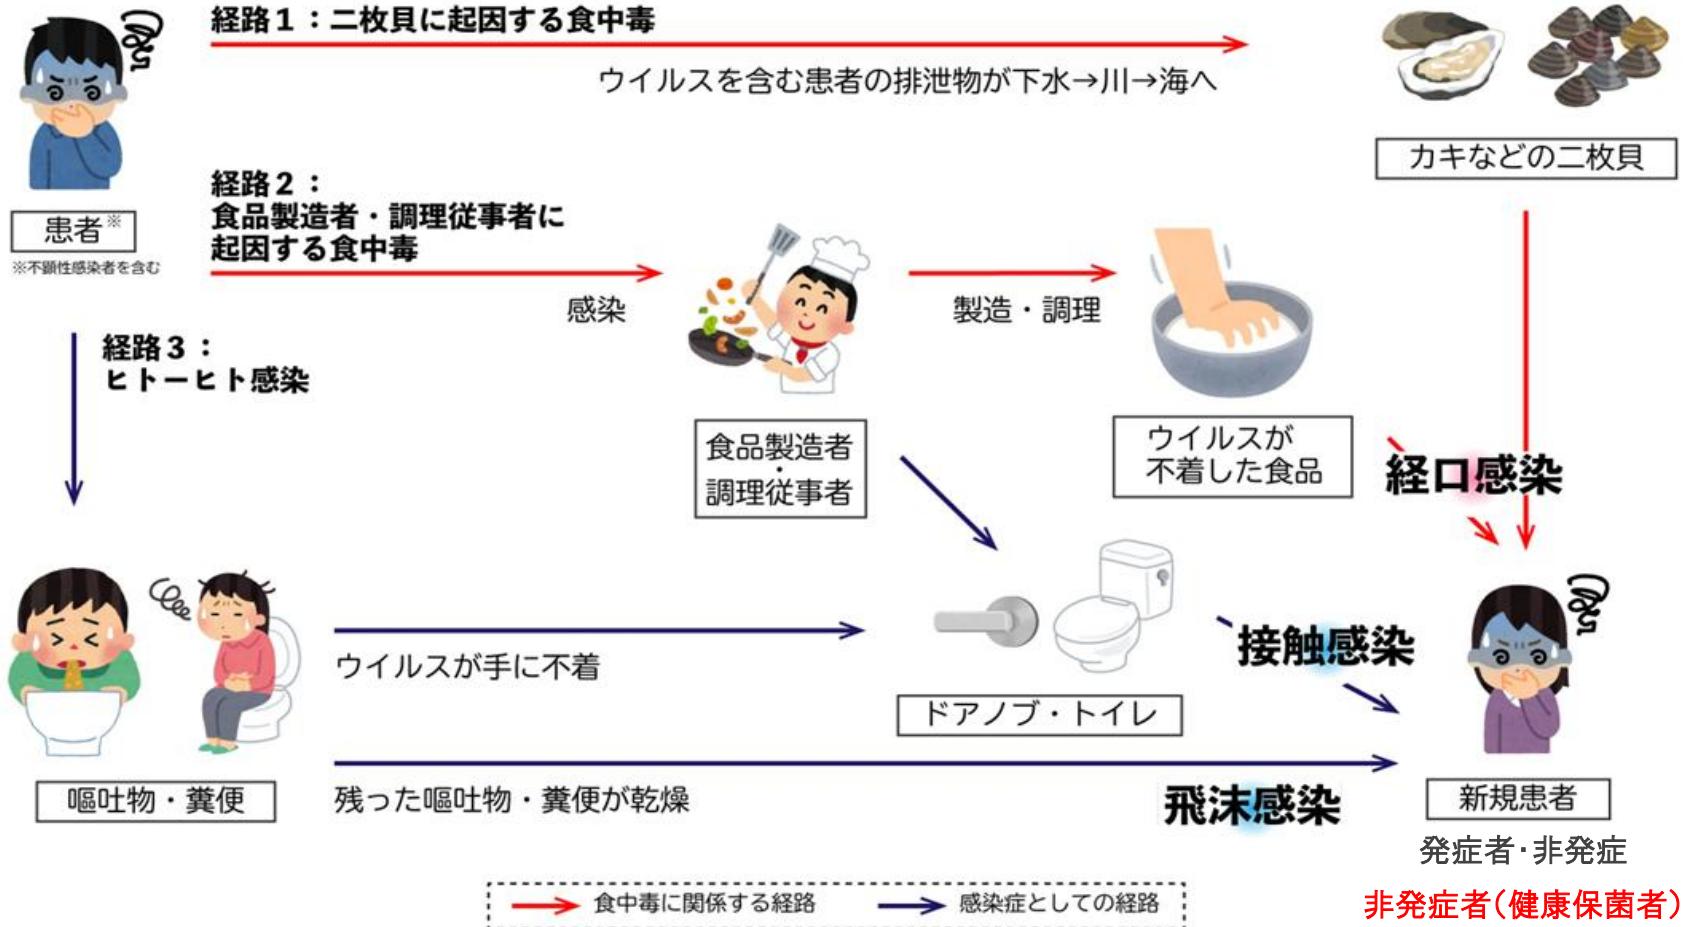 経路１：二枚貝に起因する食中毒
ウイルスを含む患者の排泄物が下水→川→海へ
カキなどの二枚貝
患者※
※不顕性感染者を含む
経路２：
食品製造者・調理従事者に
起因する食中毒
感染
製造・調理
経路３：
ヒトーヒト感染
食品製造者
・
調理従事者
ウイルスが
不着した食品
経口感染
ウイルスが手に不着
接触感染
ドアノブ・トイレ
嘔吐物・糞便
残った嘔吐物・糞便が乾燥
飛沫感染
新規患者
発症者・非発症
非発症者（健康保菌者）
食中毒に関係する経路
感染症としての経路